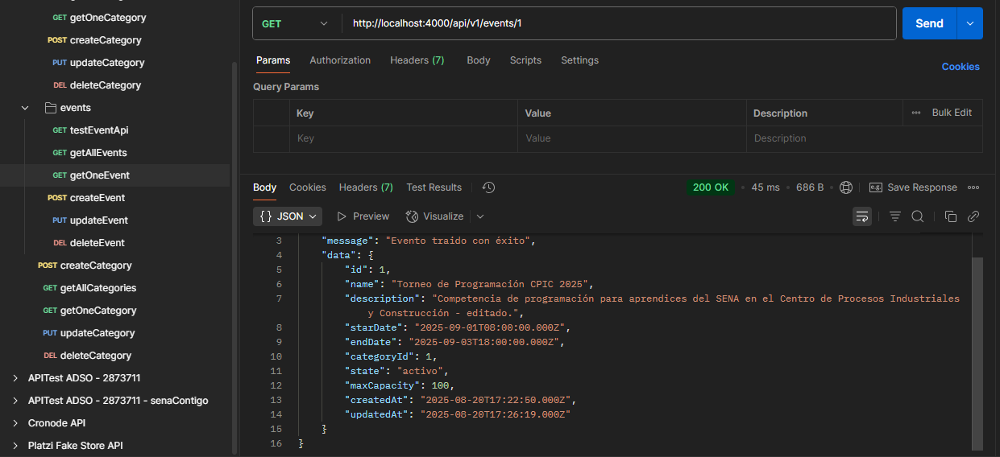 GET getOneCategory
POST createCategory
PUT updateCategory
DEL deleteCategory
events
GET testEventApi
GET getAllEvents
GET getOneEvent
POST createEvent
PUT updateEvent
DEL deleteEvent
POST createCategory
GET getAllCategories
GET getOneCategory
PUT updateCategory
DEL deleteCategory
APITest ADSO - 2873711
APITest ADSO - 2873711 - senaContigo
Cronode API
Platzi Fake Store API
GET http://localhost:4000/api/v1/events/1 Send
Params Authorization Headers (7) Body Scripts Settings Cookies
Query Params
Key Value Description ••• Bulk Edit
Key Value Description
Body Cookies Headers (7) Test Results 200 OK • 45 ms • 686 B e.g. Save Response •••
{} JSON Preview Visualize
3 "message": "Evento traido con éxito",
4 "data": {
5 "id": 1,
6 "name": "Torneo de Programación CPIC 2025",
7 "description": "Competencia de programación para aprendices del SENA en el Centro de Procesos Industriales
y Construcción - editado.",
8 "starDate": "2025-09-01T08:00:00.000Z",
9 "endDate": "2025-09-03T18:00:00.000Z",
10 "categoryId": 1,
11 "state": "activo",
12 "maxCapacity": 100,
13 "createdAt": "2025-08-20T17:22:50.000Z",
14 "updatedAt": "2025-08-20T17:26:19.000Z"
15 }
16 }